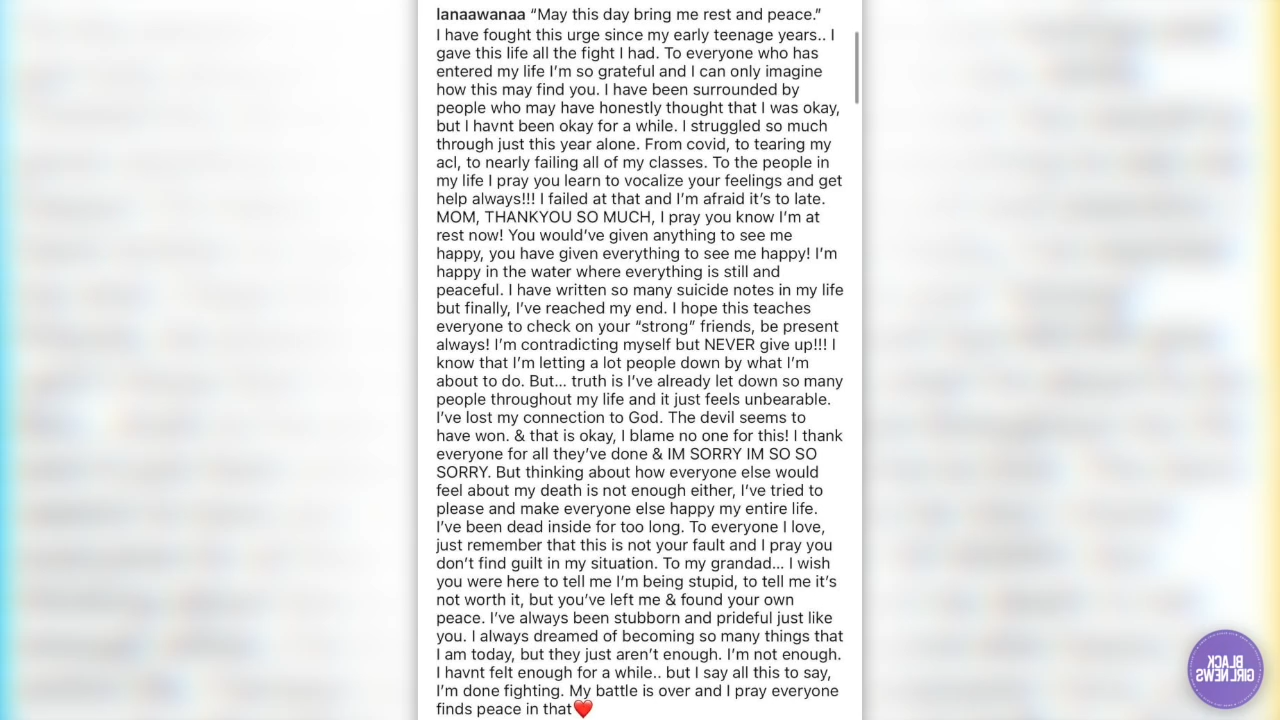 lanaawanaa “May this day bring me rest and peace.”
I have fought this urge since my early teenage years.. I
gave this life all the fight I had. To everyone who has
entered my life I’m so grateful and I can only imagine
how this may find you. I have been surrounded by
people who may have honestly thought that I was okay,
but I havnt been okay for a while. I struggled so much
through just this year alone. From covid, to tearing my
acl, to nearly failing all of my classes. To the people in
my life I pray you learn to vocalize your feelings and get
help always!!! I failed at that and I’m afraid it’s to late.
MOM, THANKYOU SO MUCH, I pray you know I’m at
rest now! You would’ve given anything to see me
happy, you have given everything to see me happy! I’m
happy in the water where everything is still and
peaceful. I have written so many suicide notes in my life
but finally, I’ve reached my end. I hope this teaches
everyone to check on your “strong” friends, be present
always! I’m contradicting myself but NEVER give up!!! I
know that I’m letting a lot people down by what I’m
about to do. But... truth is I’ve already let down so many
people throughout my life and it just feels unbearable.
I’ve lost my connection to God. The devil seems to
have won. & that is okay, I blame no one for this! I thank
everyone for all they’ve done & IM SORRY IM SO SO
SORRY. But thinking about how everyone else would
feel about my death is not enough either, I’ve tried to
please and make everyone else happy my entire life.
I’ve been dead inside for too long. To everyone I love,
just remember that this is not your fault and I pray you
don’t find guilt in my situation. To my grandad... I wish
you were here to tell me I’m being stupid, to tell me it’s
not worth it, but you’ve left me & found your own
peace. I’ve always been stubborn and prideful just like
you. I always dreamed of becoming so many things that
I am today, but they just aren’t enough. I’m not enough.
I havnt felt enough for a while.. but I say all this to say,
I’m done fighting. My battle is over and I pray everyone
finds peace in that❤️
BLACK
GIRL NEWS